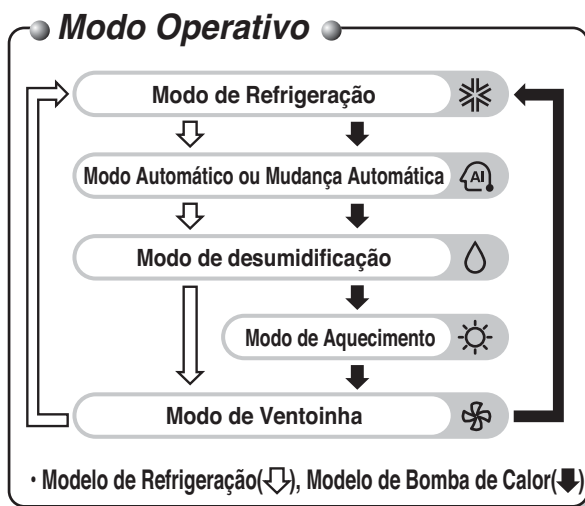 Modo Operativo
Modo de Refrigeração
Modo Automático ou Mudança Automática
AI
Modo de desumidificação
Modo de Aquecimento
Modo de Ventoinha
· Modelo de Refrigeração(), Modelo de Bomba de Calor()